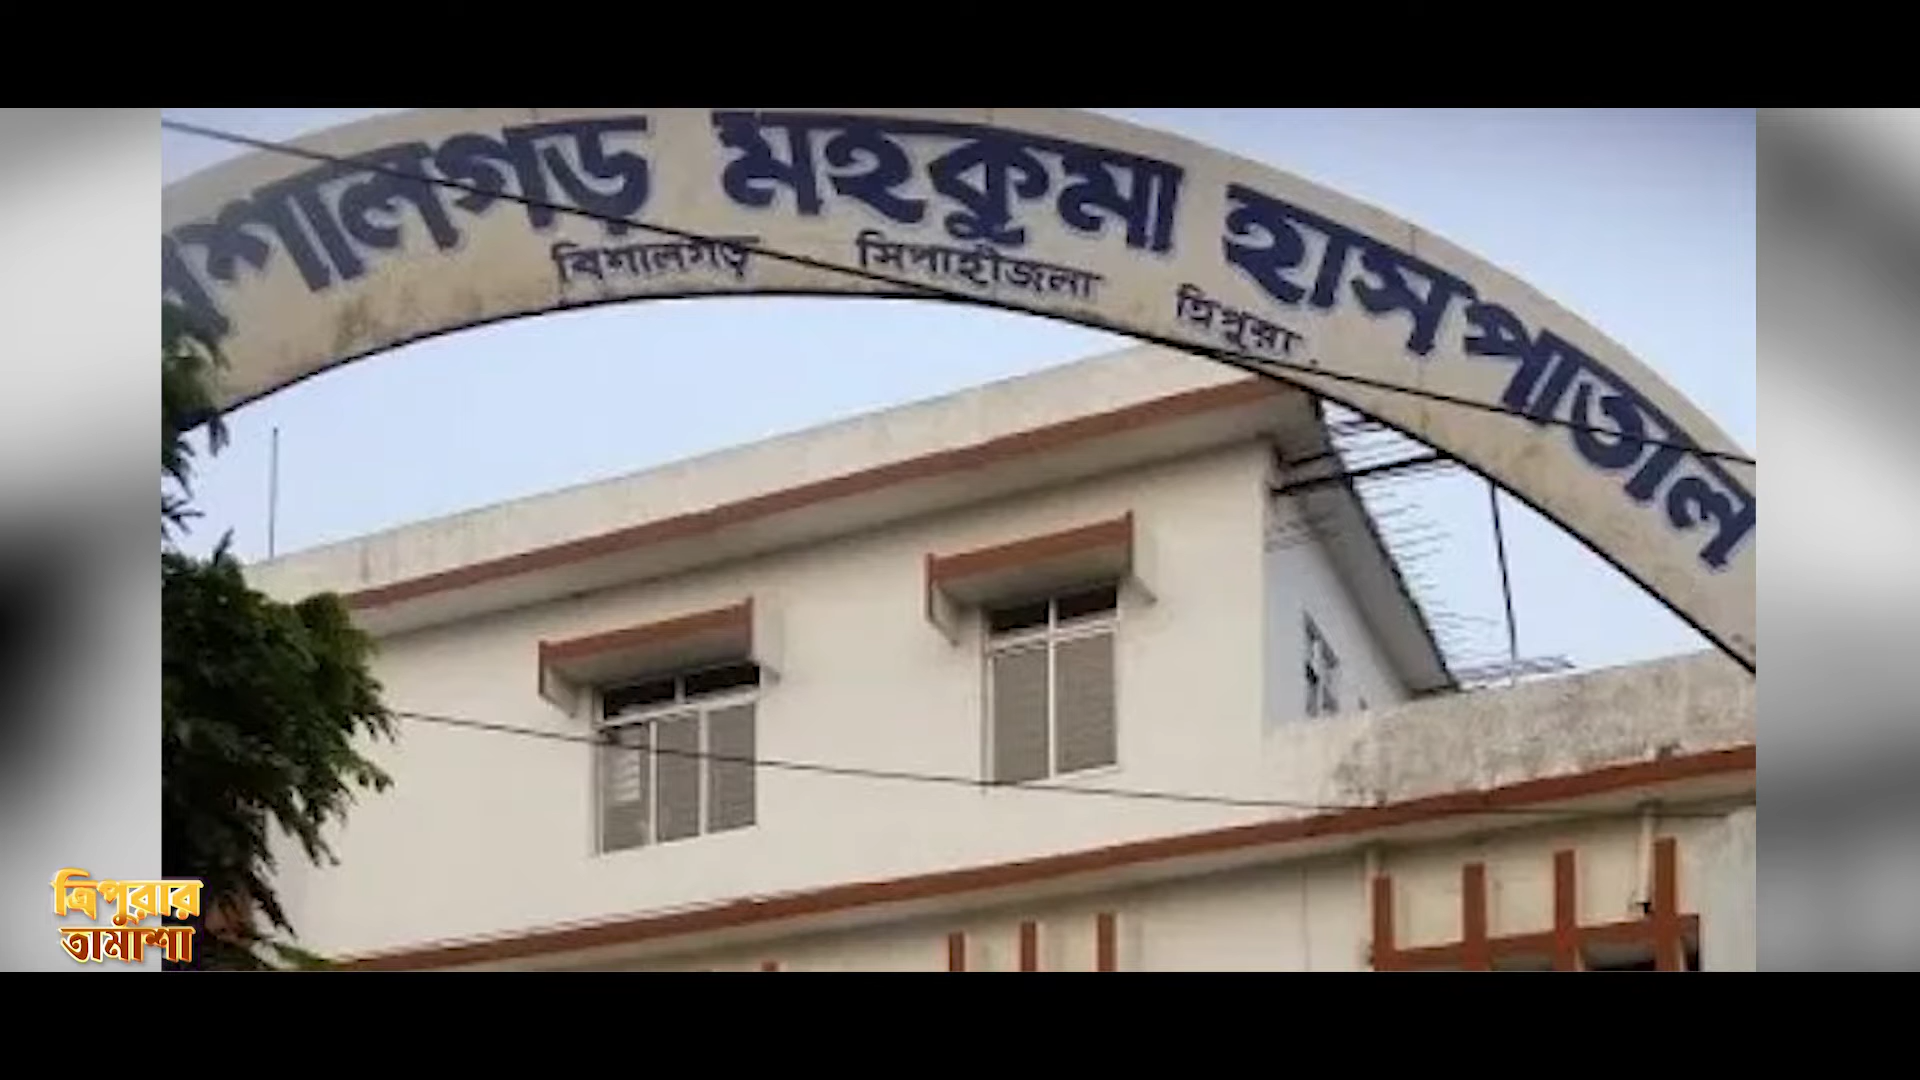 বিশালগড় মহকুমা হাসপাতাল
বিশালগড় সিপাহীজলা ত্রিপুরা
ত্রিপুরার
তামাশা